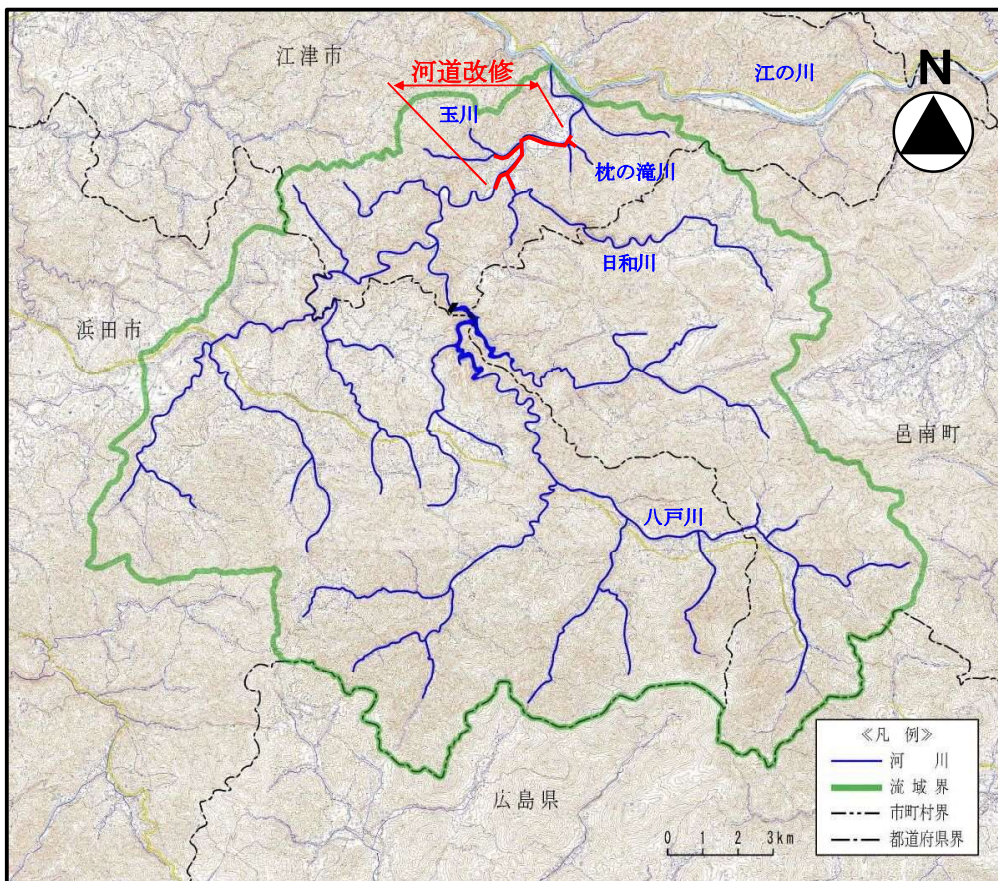 江津市
江の川
N
河道改修
玉川
枕の滝川
日和川
浜田市
邑南町
八戸川
広島県
≪凡 例≫
河 川
流域界
市町村界
都道府県界
0 1 2 3km